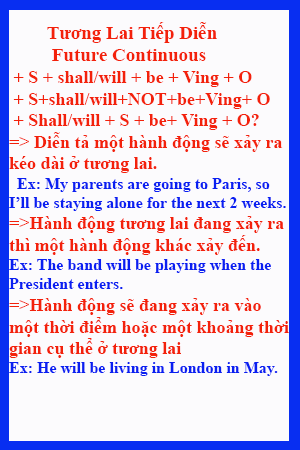 Tương Lai Tiếp Diễn
Future Continuous
+ S + shall/will + be + Ving + O
+ S+shall/will+NOT+be+Ving+ O
+ Shall/will + S + be+ Ving + O?
=> Diễn tả một hành động sẽ xảy ra
kéo dài ở tương lai.
Ex: My parents are going to Paris, so
I’ll be staying alone for the next 2 weeks.
=>Hành động tương lai đang xảy ra
thì một hành động khác xảy đến.
Ex: The band will be playing when the
President enters.
=>Hành động sẽ đang xảy ra vào
một thời điểm hoặc một khoảng thời
gian cụ thể ở tương lai
Ex: He will be living in London in May.